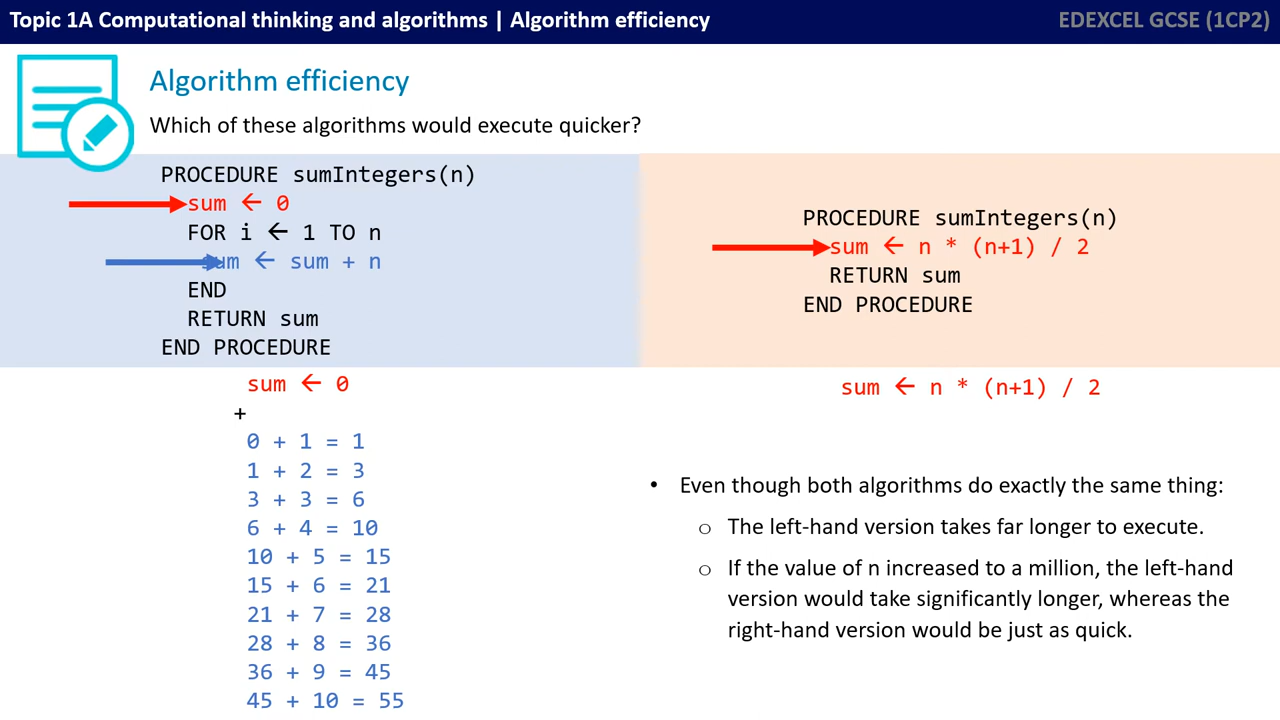 Topic 1A Computational thinking and algorithms | Algorithm efficiency
EDEXCEL GCSE (1CP2)
Algorithm efficiency
Which of these algorithms would execute quicker?
PROCEDURE sumIntegers(n)
sum ← 0
FOR i ← 1 TO n
sum ← sum + n
END
RETURN sum
END PROCEDURE
sum ← 0
+
0 + 1 = 1
1 + 2 = 3
3 + 3 = 6
6 + 4 = 10
10 + 5 = 15
15 + 6 = 21
21 + 7 = 28
28 + 8 = 36
36 + 9 = 45
45 + 10 = 55
PROCEDURE sumIntegers(n)
sum ← n * (n+1) / 2
RETURN sum
END PROCEDURE
sum ← n * (n+1) / 2
• Even though both algorithms do exactly the same thing:
o The left-hand version takes far longer to execute.
o If the value of n increased to a million, the left-hand
version would take significantly longer, whereas the
right-hand version would be just as quick.